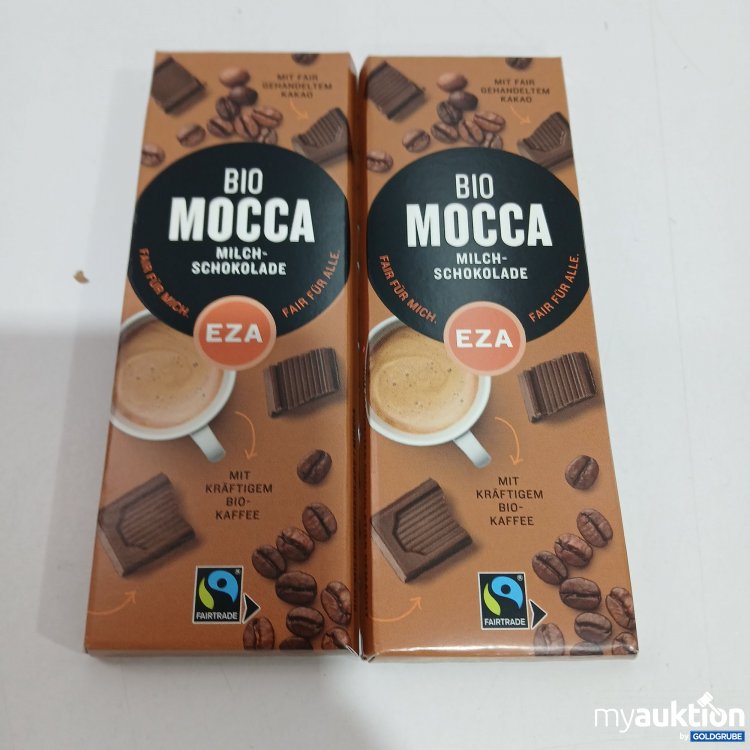 MIT FAIR
GEHANDELTEM
KAKAO
BIO
MOCCA
MILCH-
SCHOKOLADE
FAIR FÜR MICH.
FAIR FÜR ALLE.
EZA
MIT
KRÄFTIGEM
BIO-
KAFFEE
FAIRTRADE
MIT FAIR
GEHANDELTEM
KAKAO
BIO
MOCCA
MILCH-
SCHOKOLADE
FAIR FÜR MICH.
FAIR FÜR ALLE.
EZA
MIT
KRÄFTIGEM
BIO-
KAFFEE
FAIRTRADE
myauktion
by GOLDGRUBE